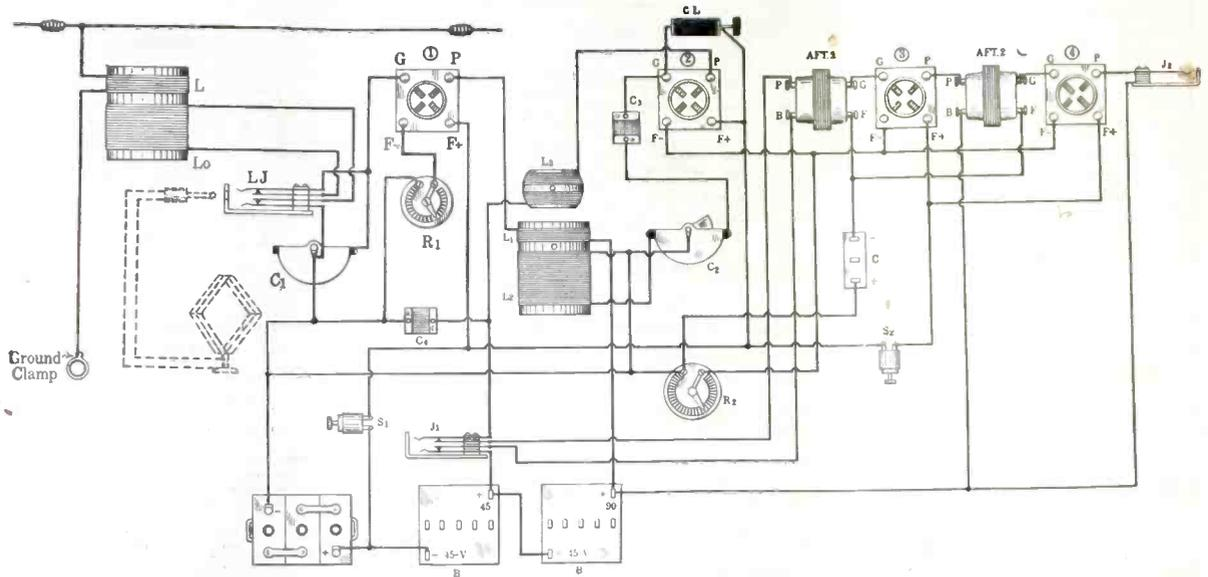 C L
G ① P
②
G P
AFT.2
G ③ P
AFT.2
G ④ P
J2
L
P G
P G
C3
B F
B F
F- F+
F- F+
F- F+
F- F+
Lo
L3
LJ
R1
L1
C2
- C +
C1
L2
S2
C4
Ground
Clamp
R2
S1
J1
-
+
+
45
+
90
- 45-V
- 45 V
B
B